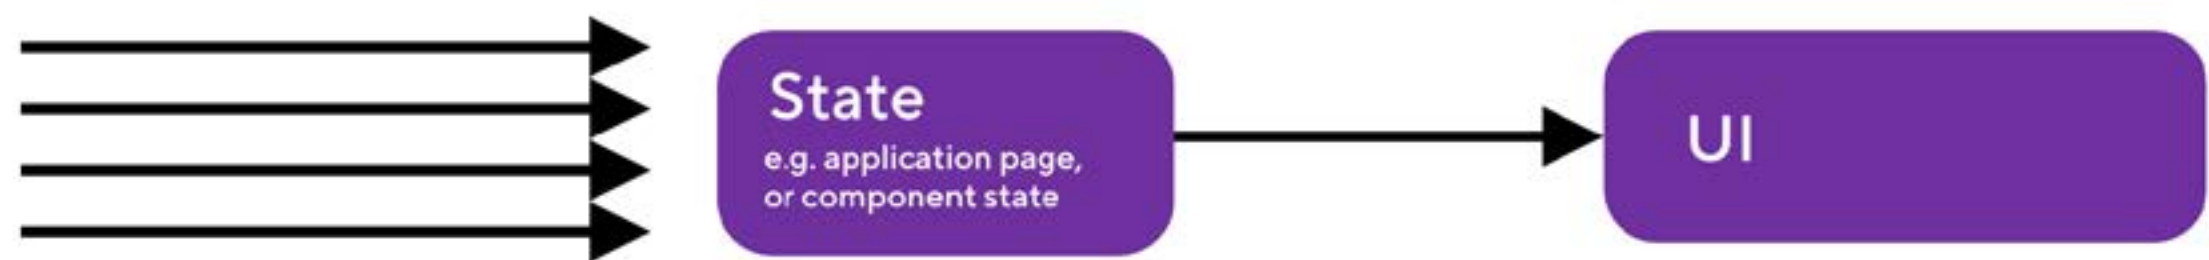 State
e.g. application page,
or component state
UI